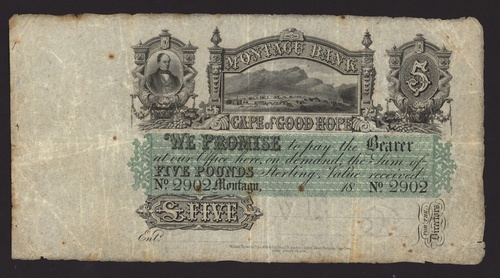 MONTAGU BANK
5
CAPE of GOOD HOPE
WE PROMISE to pay the Bearer
at our Office here, on demand, the Sum of
FIVE POUNDS Sterling, Value received.
No 2902 Montagu, 18 No 2902
£ FIVE
FOR THE
Directors
Entd.